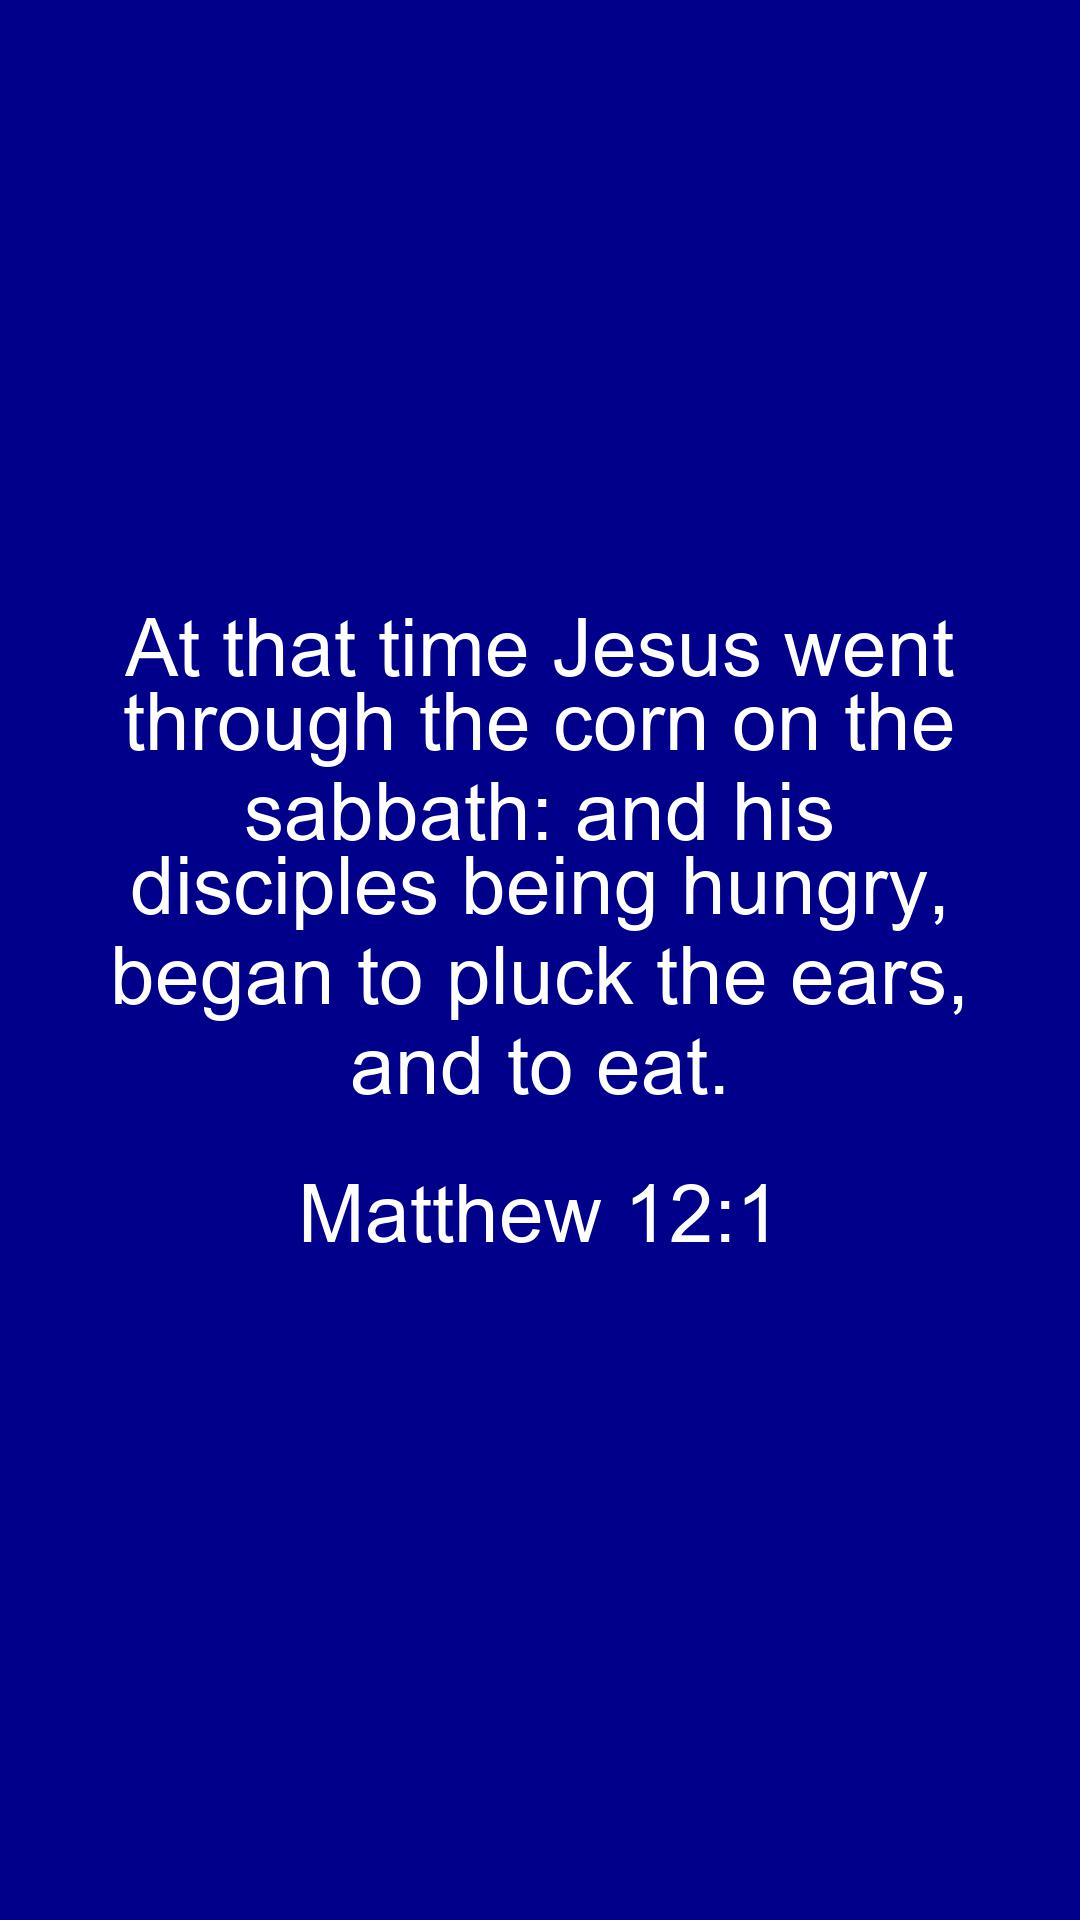 At that time Jesus went
through the corn on the
sabbath: and his
disciples being hungry,
began to pluck the ears,
and to eat.
Matthew 12:1